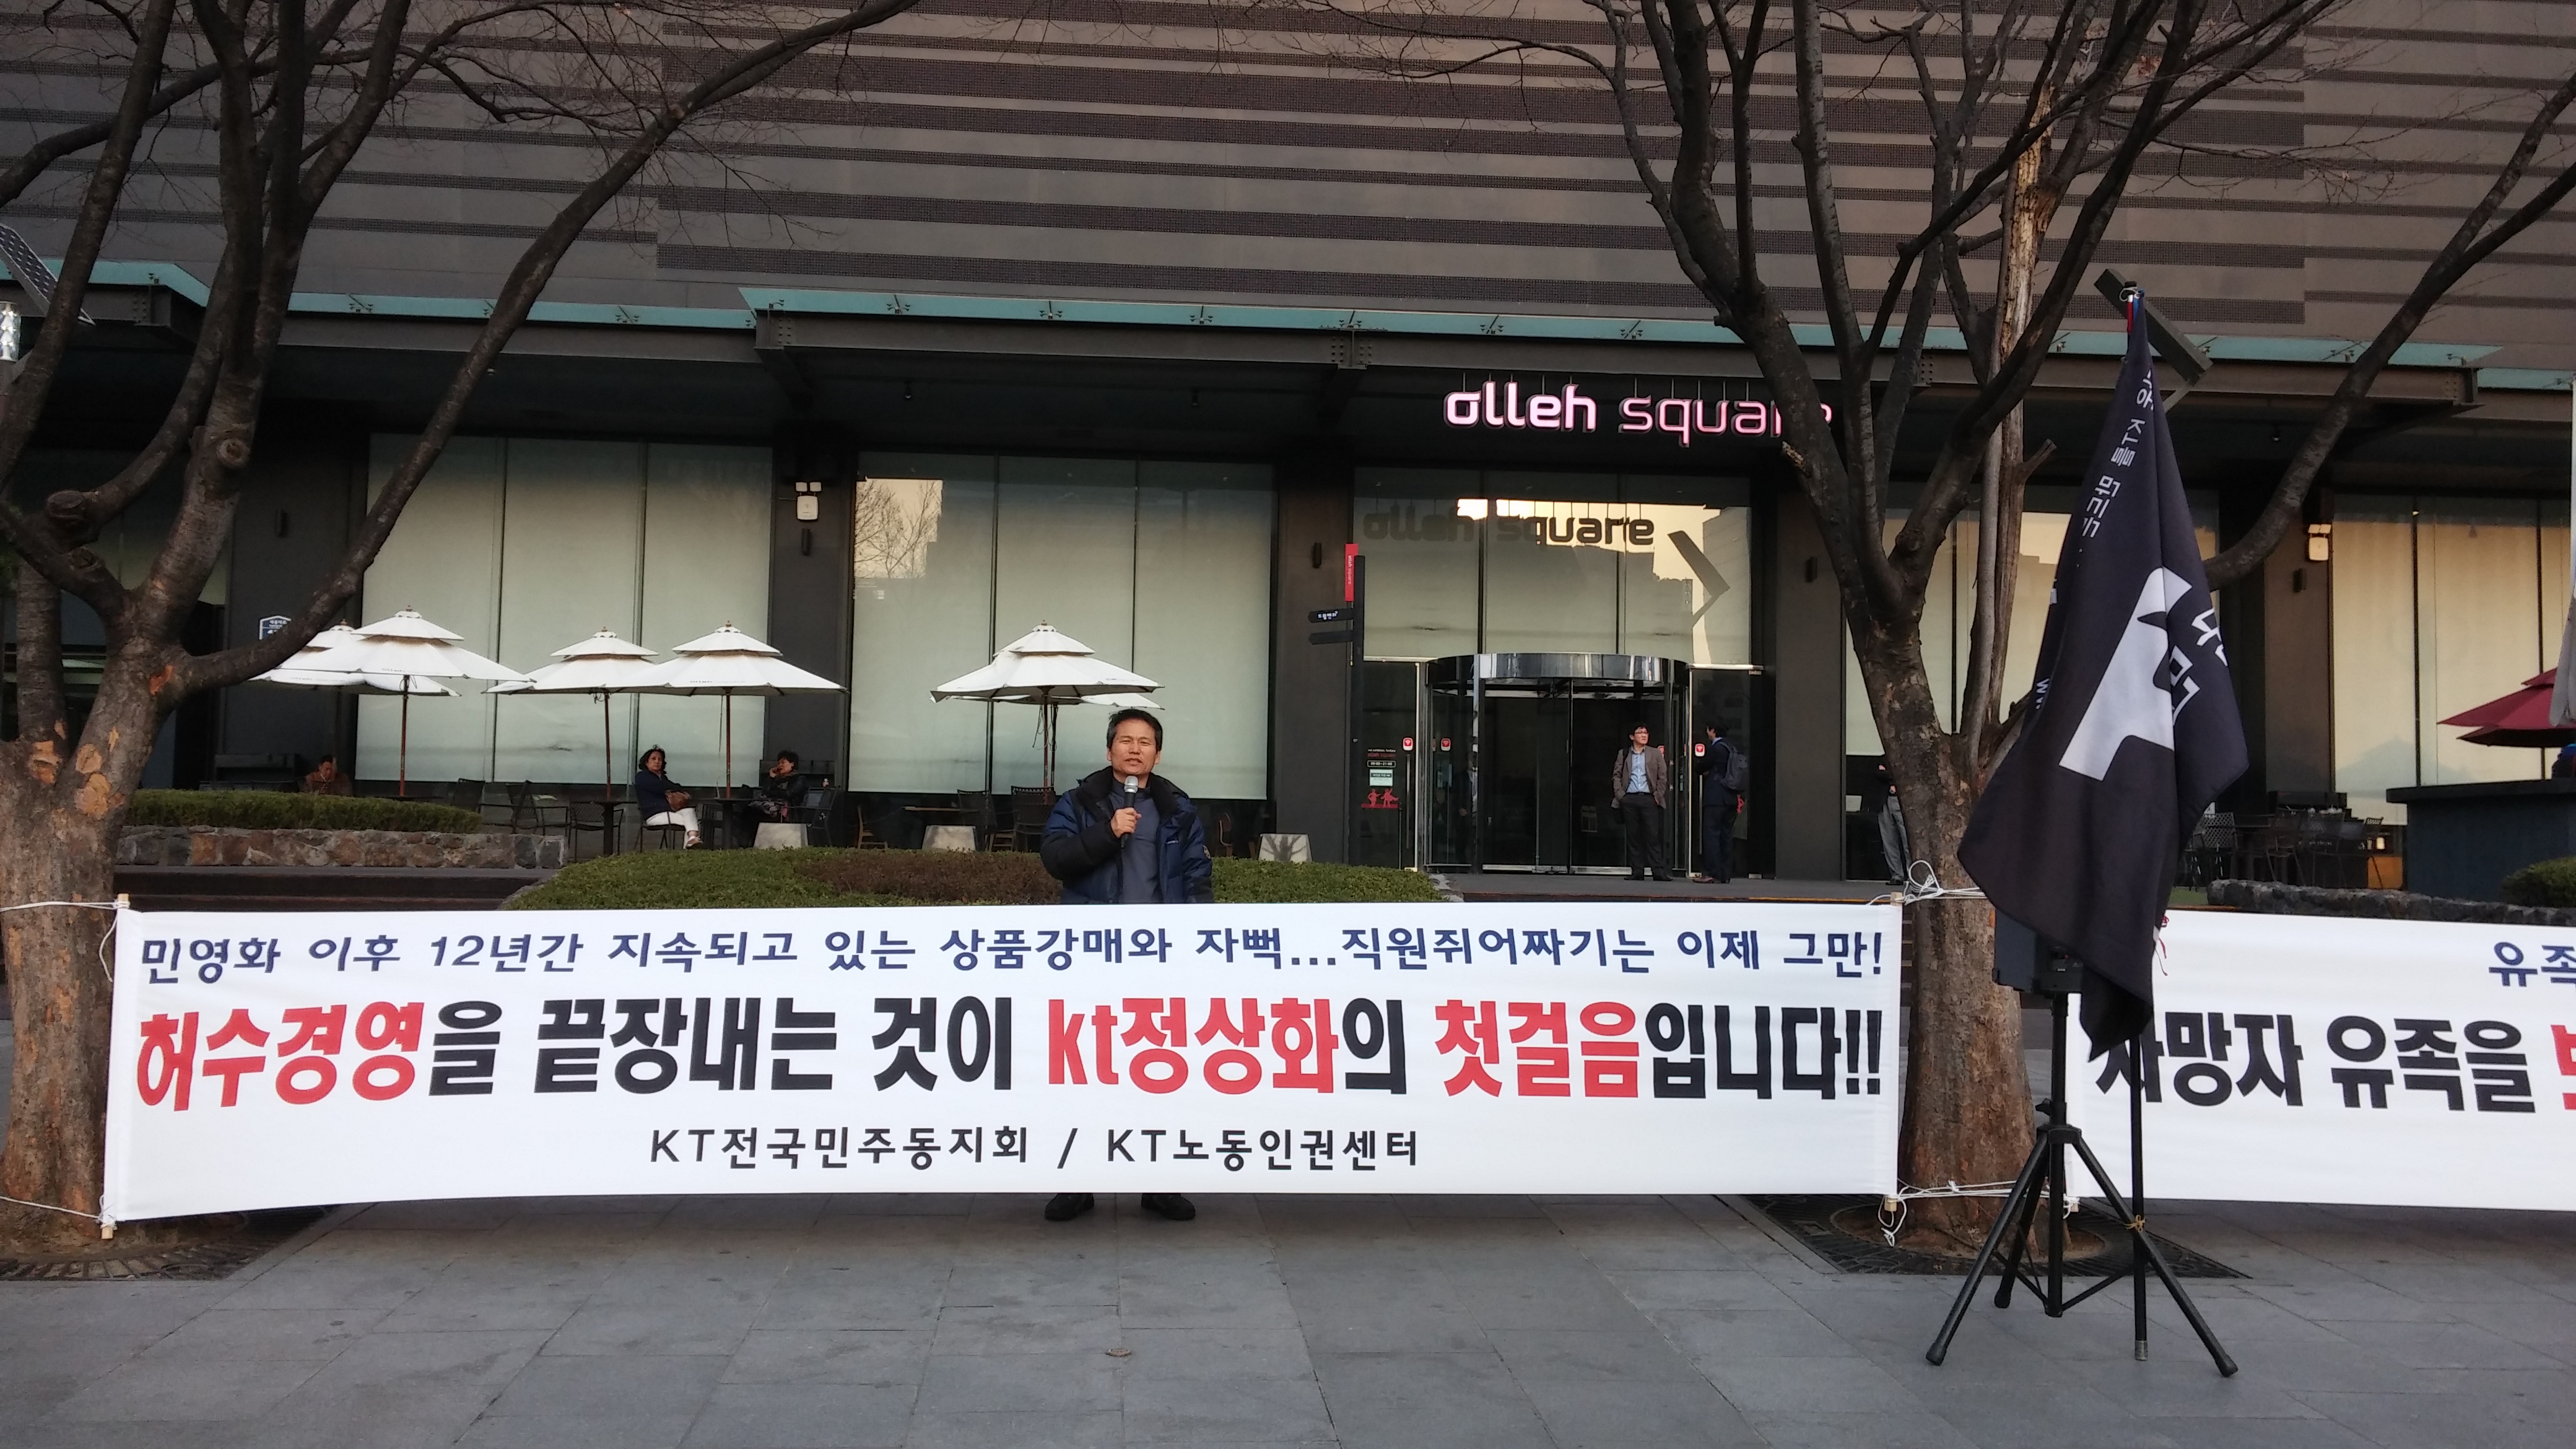 olleh square
olleh square
민영화 이후 12년간 지속되고 있는 상품강매와 자뻑...직원쥐어짜기는 이제 그만!
허수경영을 끝장내는 것이 kt정상화의 첫걸음입니다!!
KT전국민주동지회 / KT노동인권센터
유족
사망자 유족을